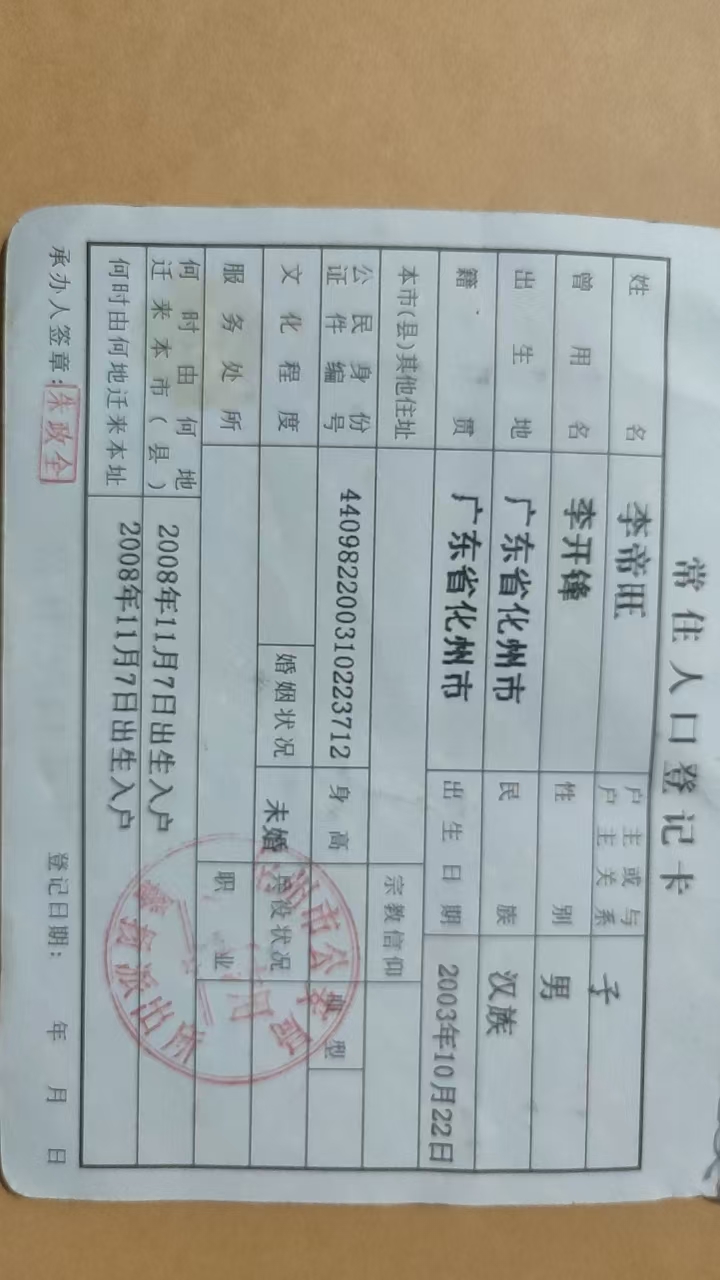 常住人口登记卡
姓名 李帝旺 户主或与户主关系 子
曾用名 李开锋 性别 男
出生地 广东省化州市 民族 汉族
籍贯 广东省化州市 出生日期 2003年10月22日
本市(县)其他住址 宗教信仰
公民身份证件编号 440982200310223712 身高 血型
文化程度 婚姻状况 未婚 兵役状况
服务处所 职业
何时由何地迁来本市(县) 2008年11月7日出生入户
何时由何地迁来本址 2008年11月7日出生入户
承办人签章: 朱政全 登记日期: 年 月 日